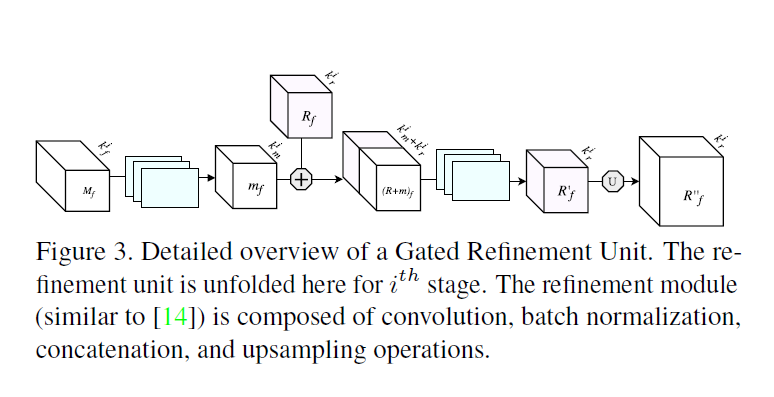 k^i_r
k^i_f
k^i_m
R_f
k^i_m+k^i_r
k^i_r
k^i_r
M_f
m_f
+
(R+m)_f
R'_f
U
R''_f
Figure 3. Detailed overview of a Gated Refinement Unit. The re-
finement unit is unfolded here for i^{th} stage. The refinement module
(similar to [14]) is composed of convolution, batch normalization,
concatenation, and upsampling operations.